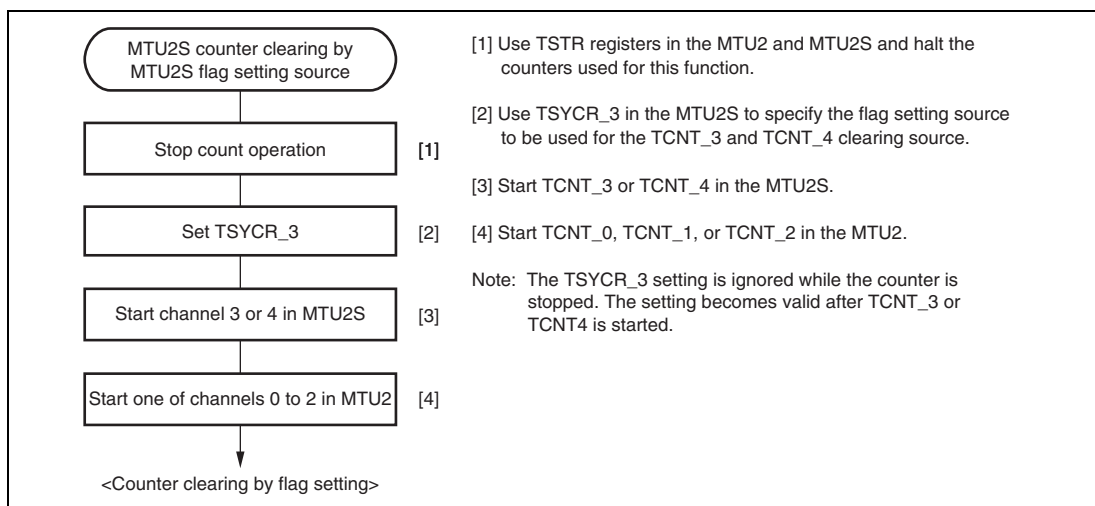 MTU2S counter clearing by
MTU2S flag setting source
Stop count operation
[1]
Set TSYCR_3
[2]
Start channel 3 or 4 in MTU2S
[3]
Start one of channels 0 to 2 in MTU2
[4]
<Counter clearing by flag setting>
[1] Use TSTR registers in the MTU2 and MTU2S and halt the
counters used for this function.
[2] Use TSYCR_3 in the MTU2S to specify the flag setting source
to be used for the TCNT_3 and TCNT_4 clearing source.
[3] Start TCNT_3 or TCNT_4 in the MTU2S.
[4] Start TCNT_0, TCNT_1, or TCNT_2 in the MTU2.
Note: The TSYCR_3 setting is ignored while the counter is
stopped. The setting becomes valid after TCNT_3 or
TCNT4 is started.